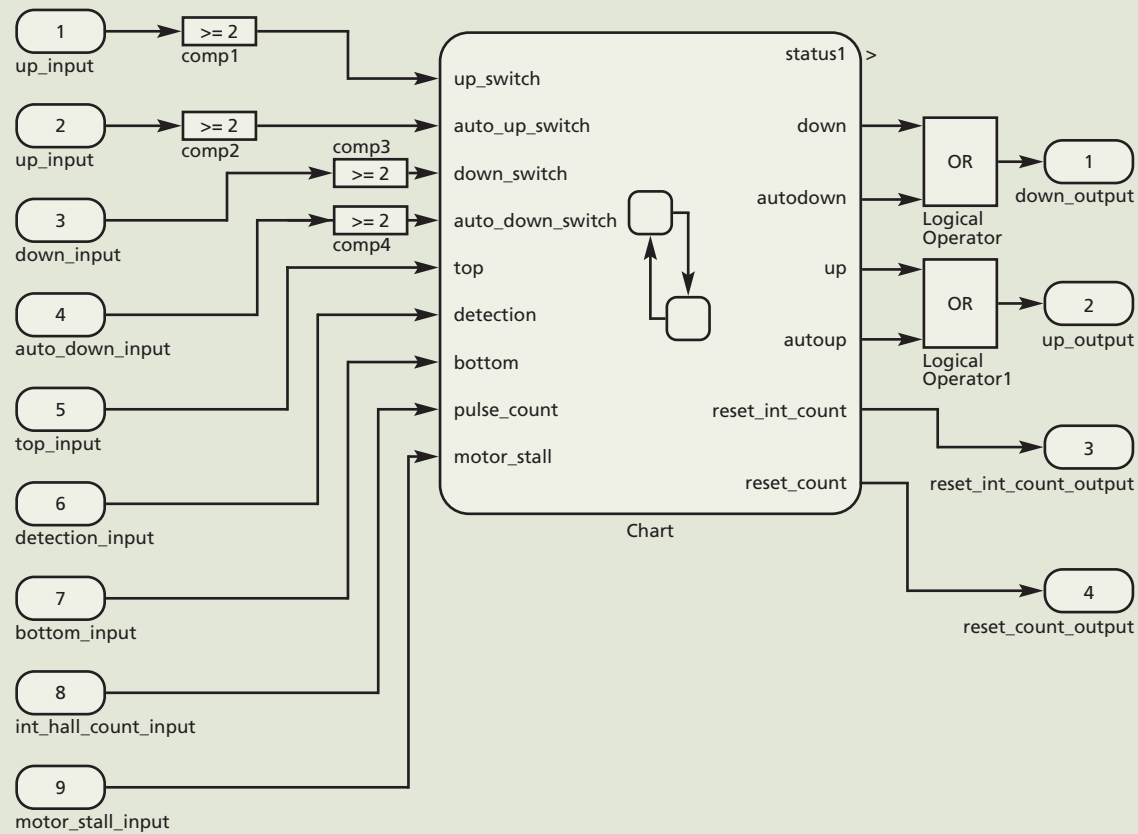 1
up_input
>= 2
comp1
2
up_input
>= 2
comp2
3
down_input
comp3
>= 2
4
auto_down_input
>= 2
comp4
5
top_input
6
detection_input
7
bottom_input
8
int_hall_count_input
9
motor_stall_input
up_switch
auto_up_switch
down_switch
auto_down_switch
top
detection
bottom
pulse_count
motor_stall
status1 >
down
autodown
up
autoup
reset_int_count
reset_count
Chart
OR
Logical
Operator
OR
Logical
Operator1
1
down_output
2
up_output
3
reset_int_count_output
4
reset_count_output